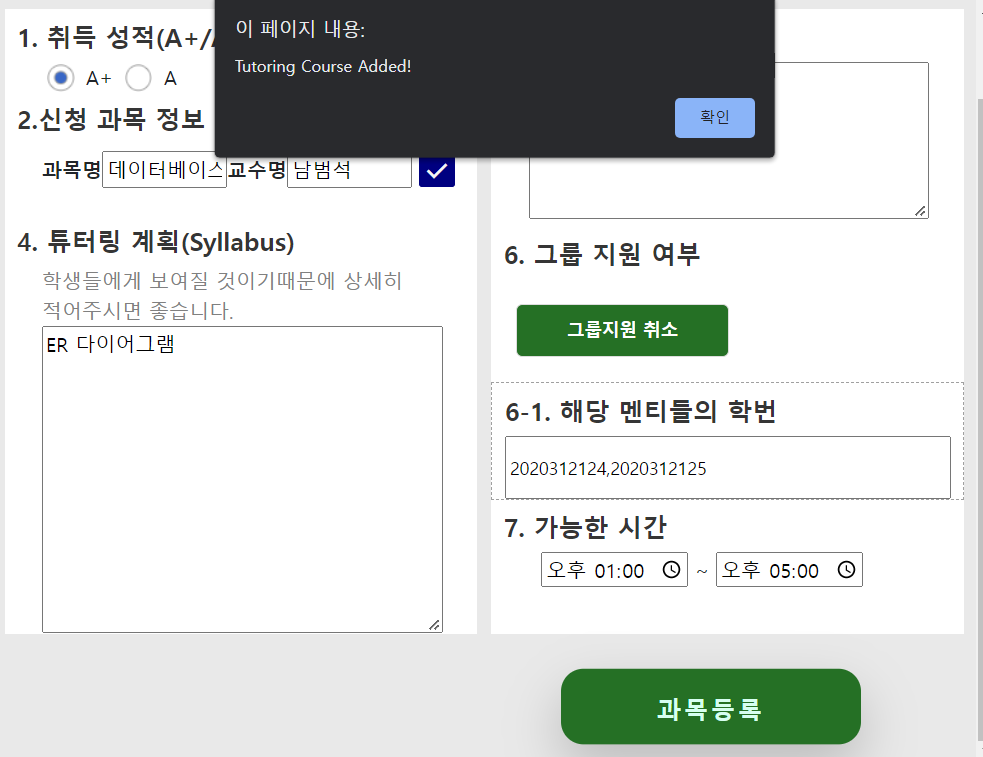 이 페이지 내용:
Tutoring Course Added!
확인
1. 취득 성적(A+/
A+ A
2.신청 과목 정보
과목명 데이터베이스 교수명 남범석
4. 튜터링 계획(Syllabus)
학생들에게 보여질 것이기때문에 상세히
적어주시면 좋습니다.
ER 다이어그램
6. 그룹 지원 여부
그룹지원 취소
6-1. 해당 멘티들의 학번
2020312124,2020312125
7. 가능한 시간
오후 01:00 ~ 오후 05:00
과목등록